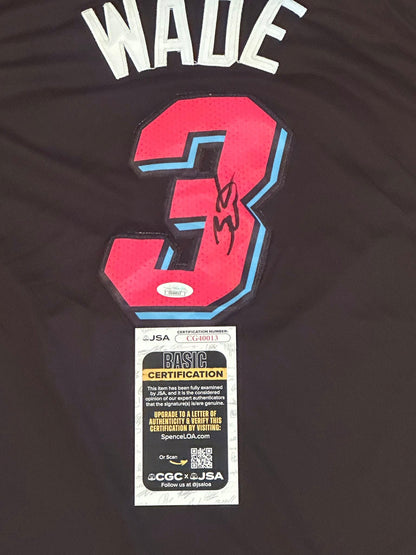 WADE
3
JSA
CERTIFICATION NUMBER
CG40013
BASIC
CERTIFICATION
This item has been fully examined
by JSA, and it is the considered
opinion of our expert authenticators
that the signature(s) is/are genuine.
UPGRADE TO A LETTER OF
AUTHENTICITY & VERIFY THIS
CERTIFICATION BY VISITING:
SpenceLOA.com
Or Scan
CGC x JSA
Follow us at @jsaloa